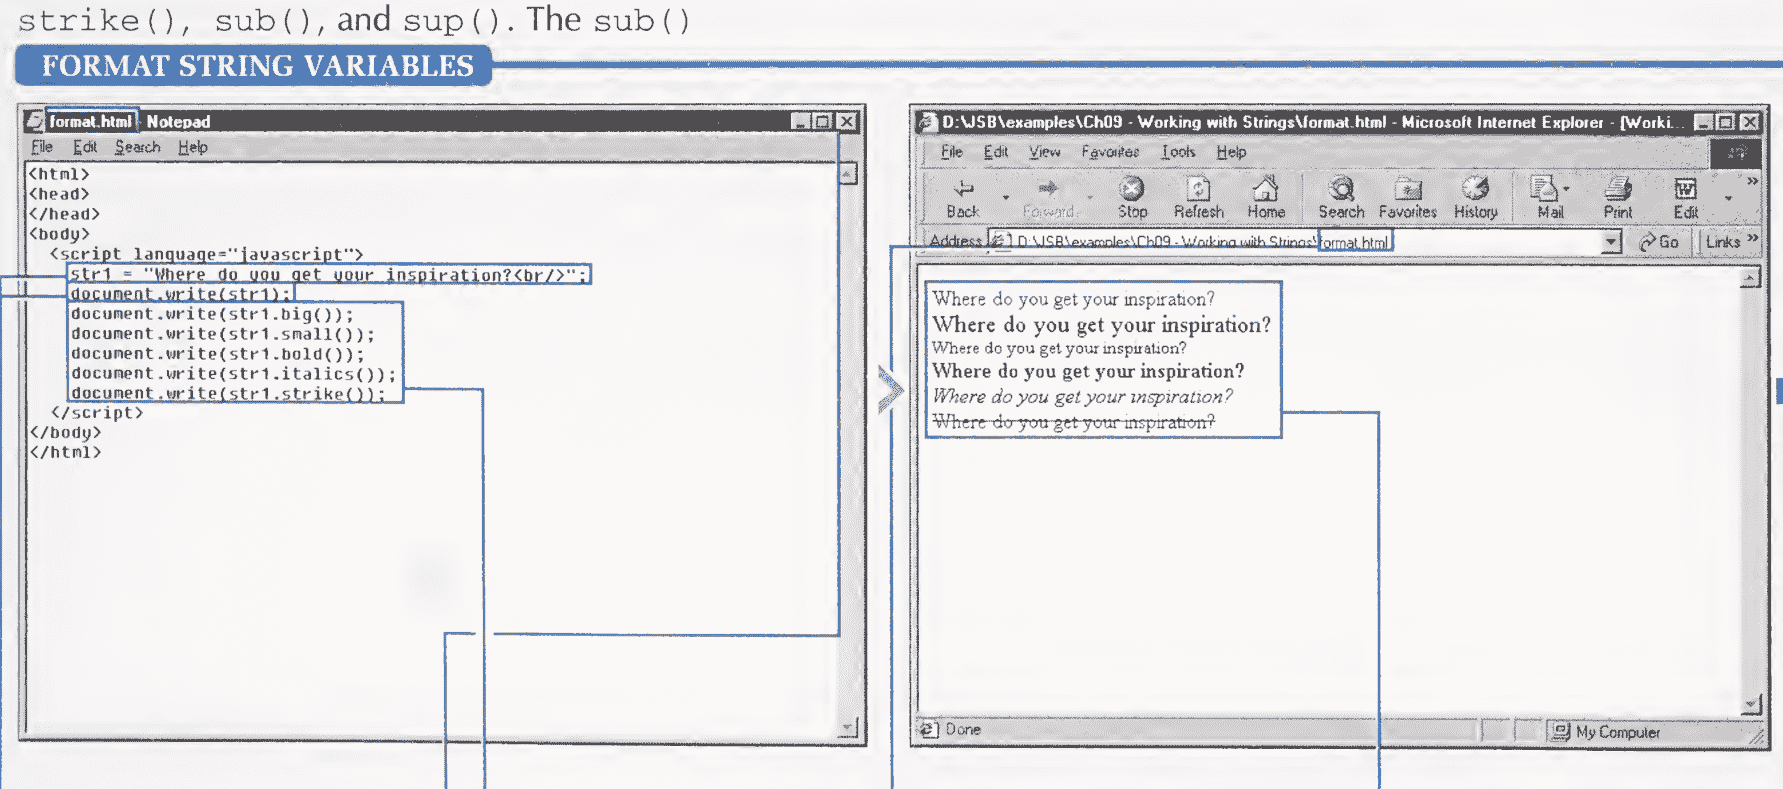 strike(), sub(), and sup(). The sub()
FORMAT STRING VARIABLES
format.html - Notepad
File Edit Search Help
<html>
<head>
</head>
<body>
<script language="javascript">
str1 = "Where do you get your inspiration?<br/>";
document.write(str1);
document.write(str1.big());
document.write(str1.small());
document.write(str1.bold());
document.write(str1.italics());
document.write(str1.strike());
</script>
</body>
</html>
D:\JSB\examples\Ch09 - Working with Strings\format.html - Microsoft Internet Explorer - [Worki...
File Edit View Favorites Tools Help
Back Forward Stop Refresh Home Search Favorites History Mail Print Edit »
Address D:\JSB\examples\Ch09 - Working with Strings\format.html Go Links »
Where do you get your inspiration?
Where do you get your inspiration?
Where do you get your inspiration?
Where do you get your inspiration?
Where do you get your inspiration?
Where do you get your inspiration?
Done My Computer